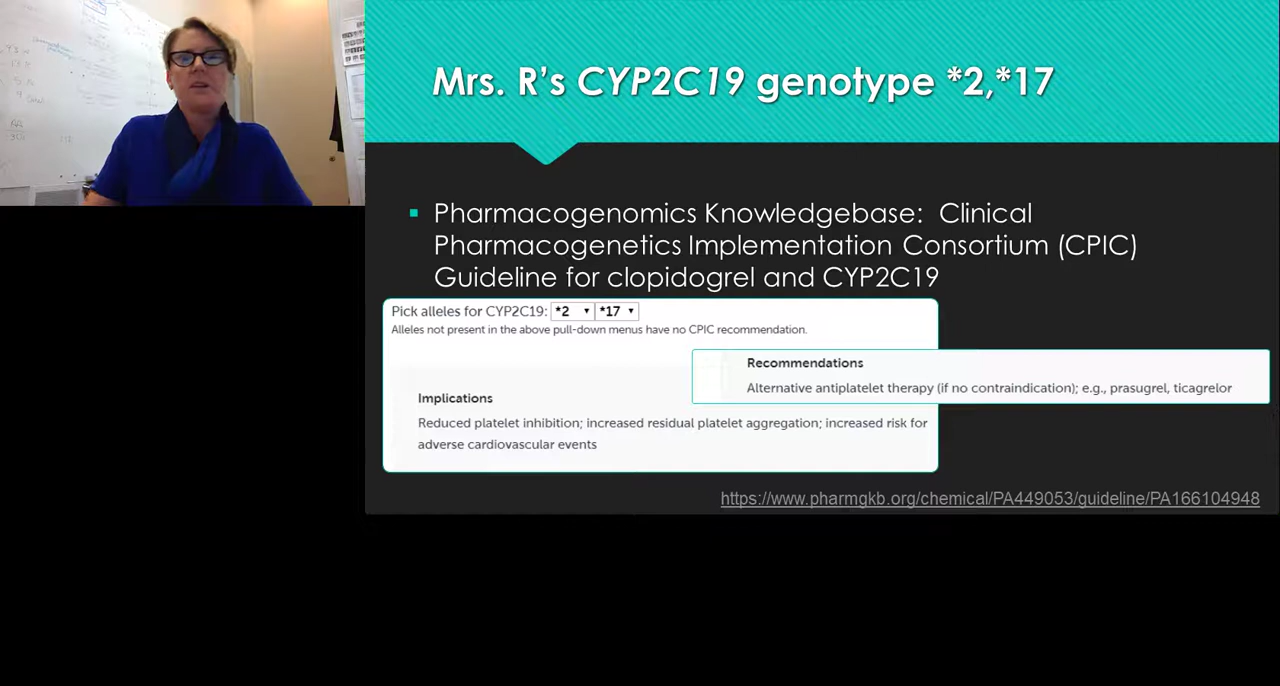 Mrs. R's CYP2C19 genotype *2,*17
▪ Pharmacogenomics Knowledgebase: Clinical
Pharmacogenetics Implementation Consortium (CPIC)
Guideline for clopidogrel and CYP2C19
Pick alleles for CYP2C19: *2 ▾ *17 ▾
Alleles not present in the above pull-down menus have no CPIC recommendation.
Recommendations
Alternative antiplatelet therapy (if no contraindication); e.g., prasugrel, ticagrelor
Implications
Reduced platelet inhibition; increased residual platelet aggregation; increased risk for
adverse cardiovascular events
https://www.pharmgkb.org/chemical/PA449053/guideline/PA166104948